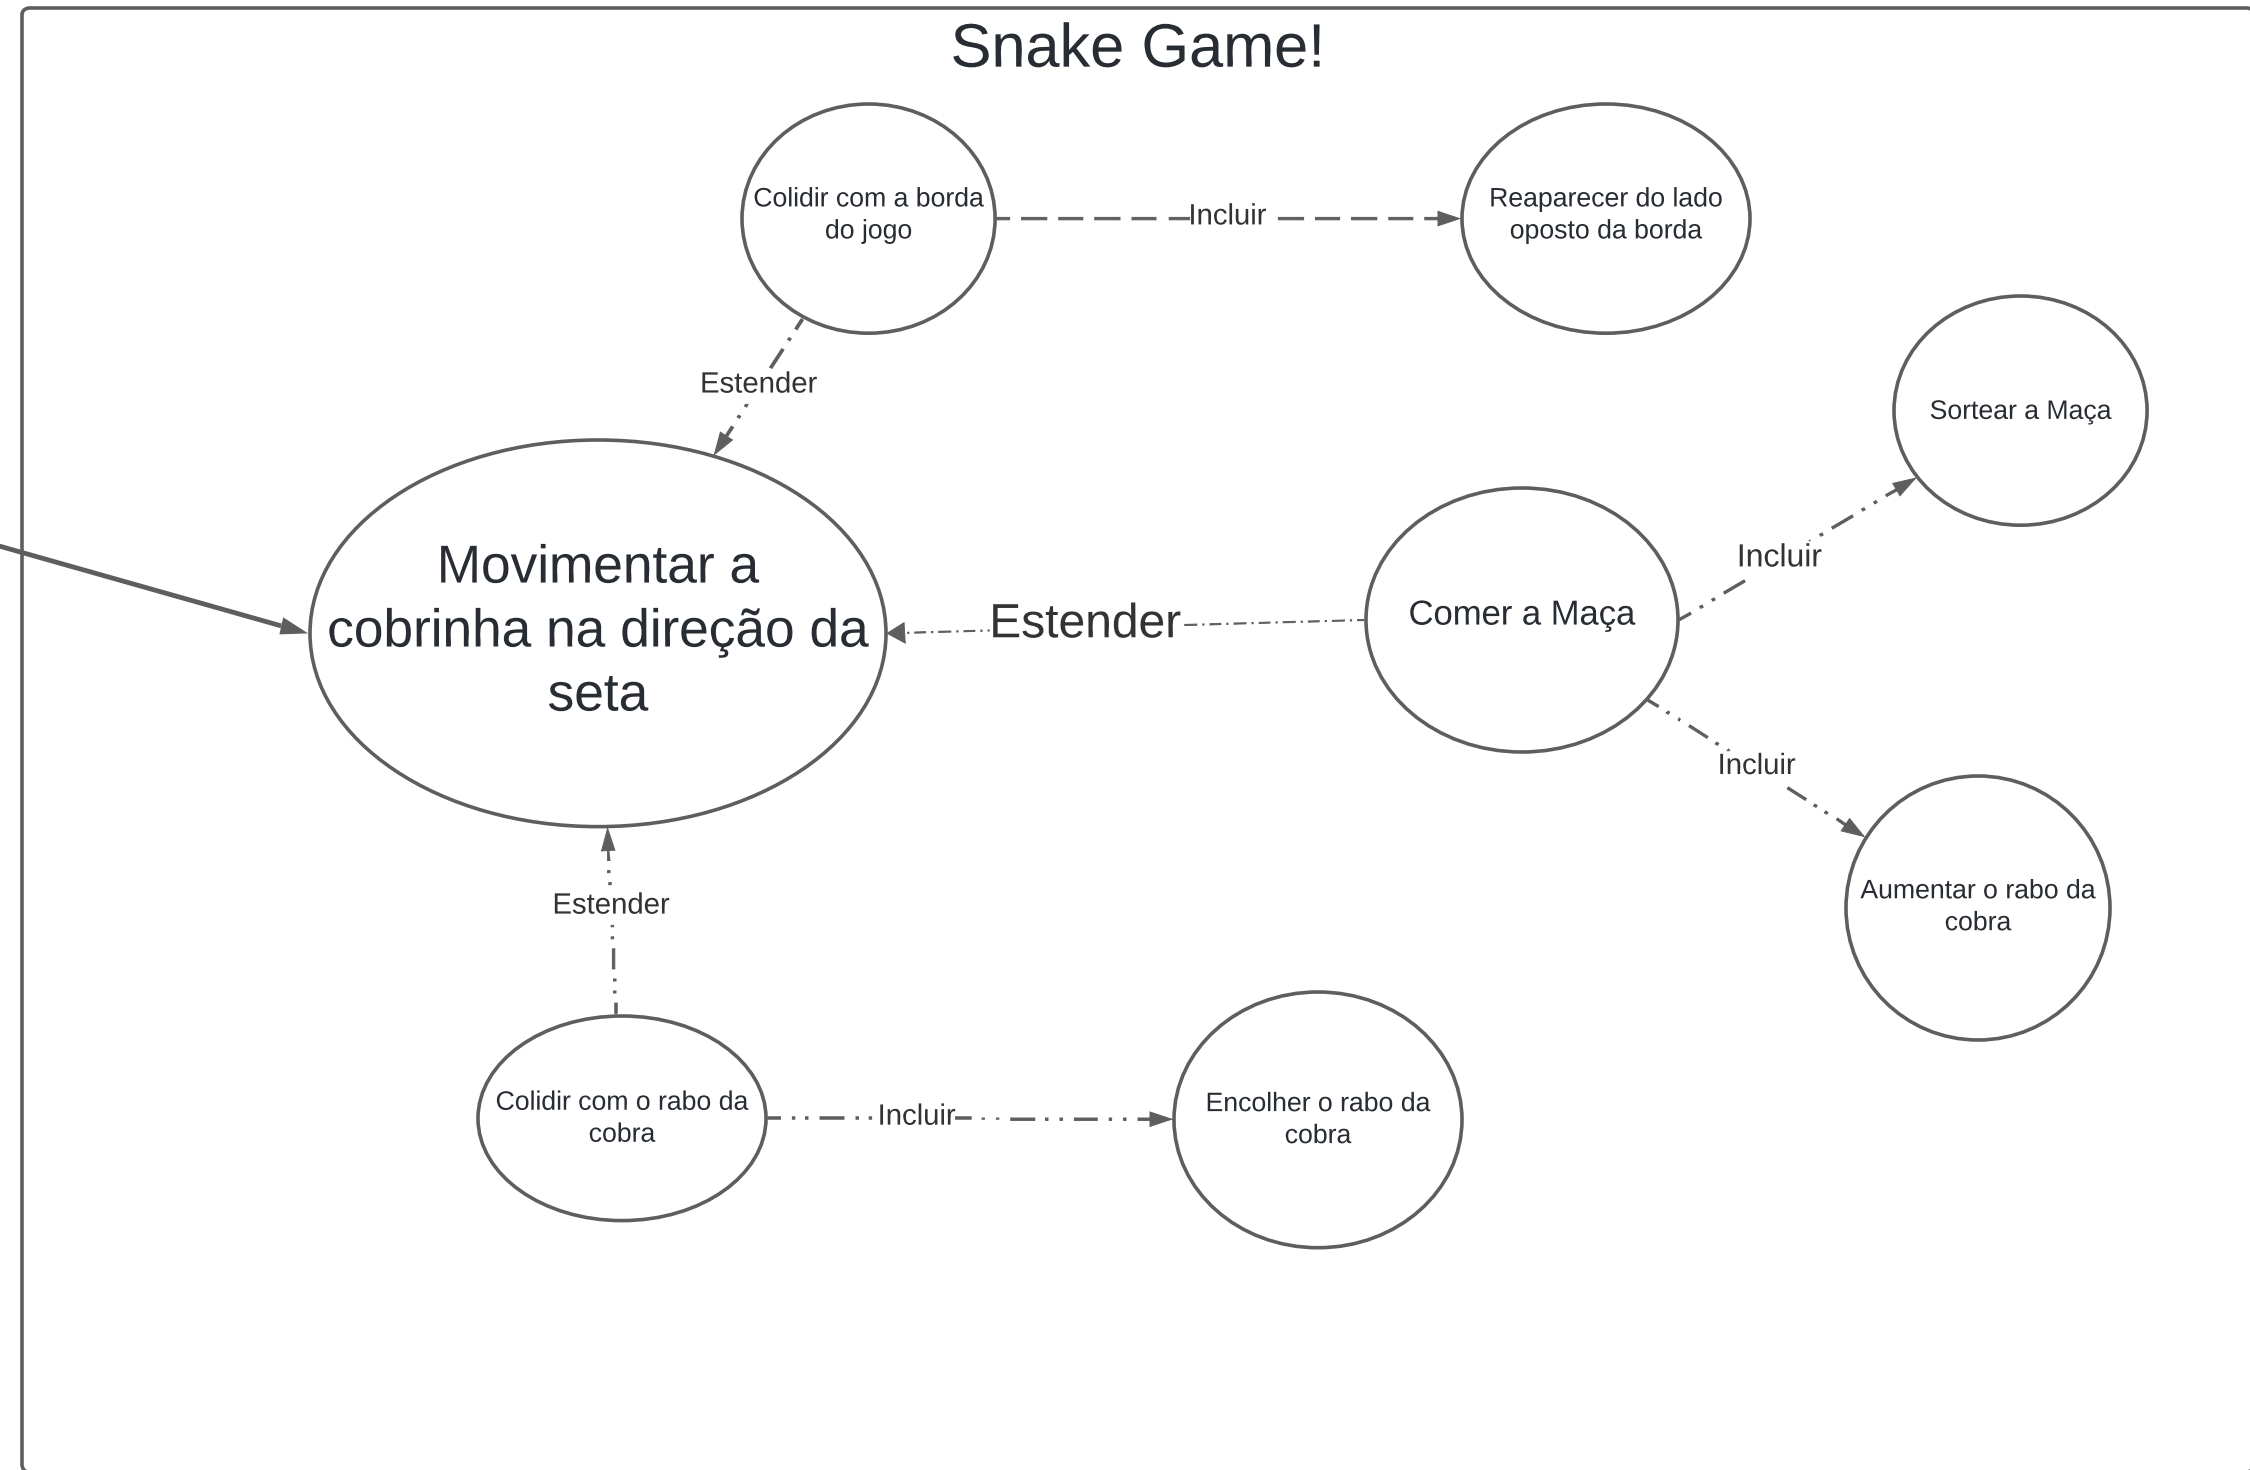 Snake Game!
Colidir com a borda
do jogo
Incluir
Reaparecer do lado
oposto da borda
Estender
Sortear a Maça
Movimentar a
cobrinha na direção da
seta
Estender
Comer a Maça
Incluir
Incluir
Aumentar o rabo da
cobra
Estender
Colidir com o rabo da
cobra
Incluir
Encolher o rabo da
cobra